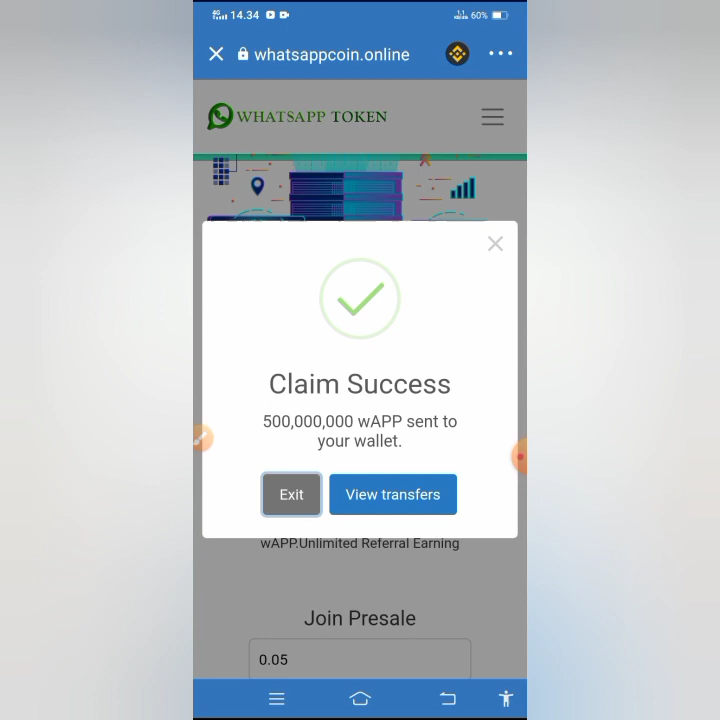 4G 14.34 60%
whatsappcoin.online
WHATSAPP TOKEN
Claim Success
500,000,000 wAPP sent to
your wallet.
Exit View transfers
wAPP.Unlimited Referral Earning
Join Presale
0.05